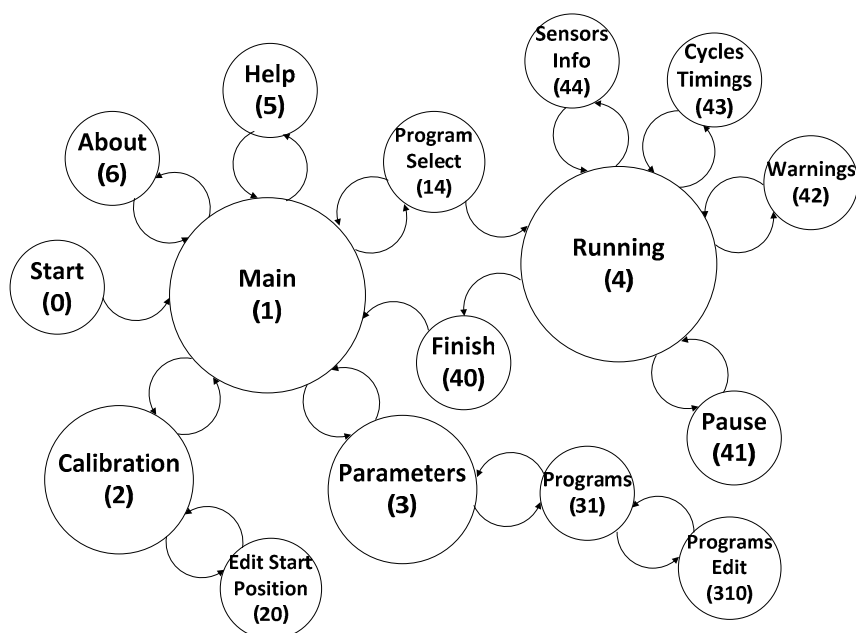 Sensors
Info
(44)
Cycles
Timings
(43)
Help
(5)
Program
Select
(14)
About
(6)
Warnings
(42)
Running
(4)
Start
(0)
Main
(1)
Finish
(40)
Pause
(41)
Calibration
(2)
Parameters
(3)
Programs
(31)
Programs
Edit
(310)
Edit Start
Position
(20)